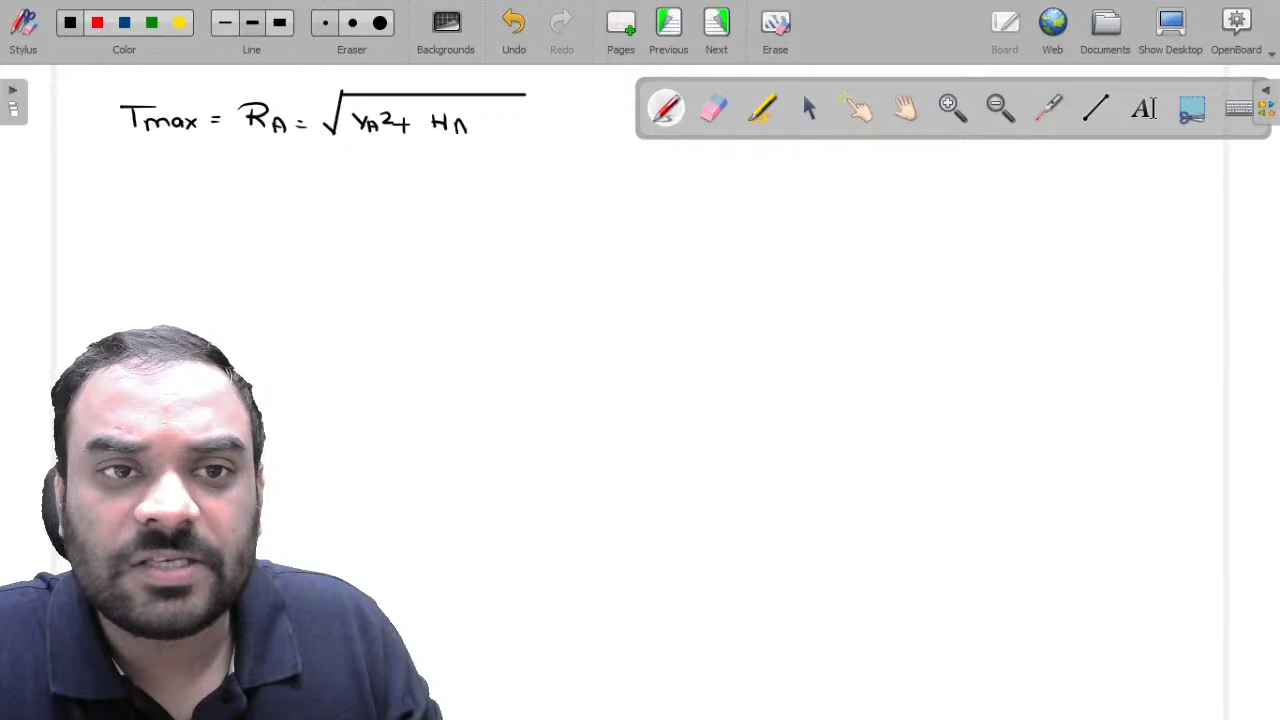 Stylus Color Line Eraser Backgrounds Undo Redo Pages Previous Next Erase Board Web Documents Show Desktop OpenBoard
Tmax = RA = √VA2+ HA